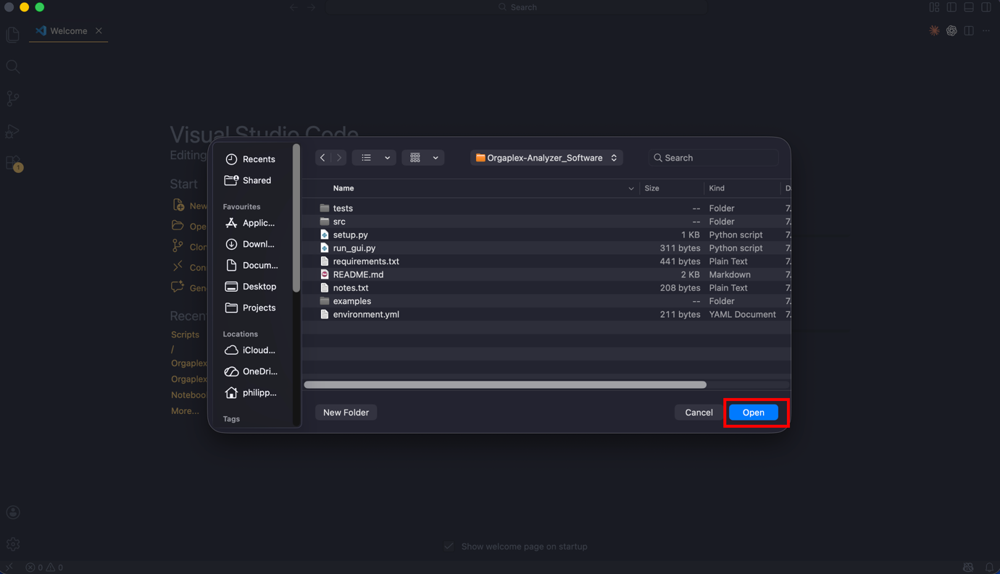 Search
Welcome
Visual Studio Code
Editing
Start
New
Ope
Clon
Con
Gen
Recen
Scripts
/
Orgaplex
Orgaplex
Noteboo
More...
1
Recents
Shared
Favourites
Applic...
Downl...
Docum...
Desktop
Projects
Locations
iCloud...
OneDri...
philipp...
Tags
Orgaplex-Analyzer_Software
Search
Name Size Kind D
tests -- Folder 7.
src -- Folder 7.
setup.py 1 KB Python script 7.
run_gui.py 311 bytes Python script 7.
requirements.txt 441 bytes Plain Text 7.
README.md 2 KB Markdown 7.
notes.txt 208 bytes Plain Text 7.
examples -- Folder 7.
environment.yml 211 bytes YAML Document 7.
New Folder Cancel Open
Show welcome page on startup
0 0